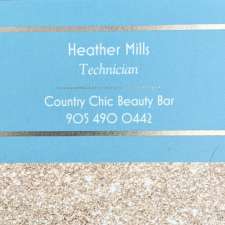 Heather Mills
Technician
Country Chic Beauty Bar
905 490 0442